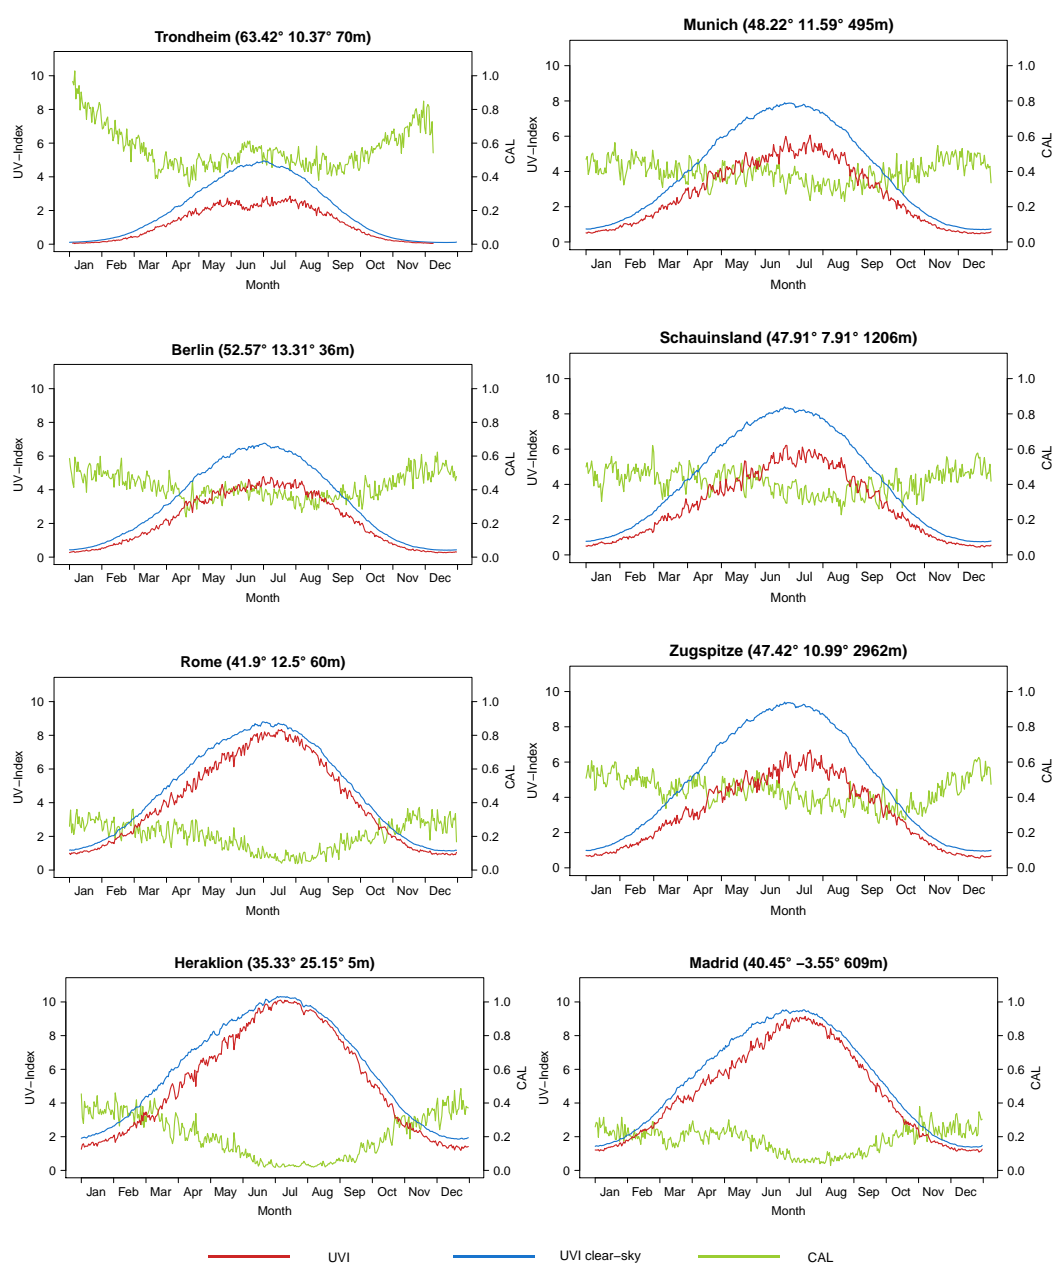 Trondheim (63.42° 10.37° 70m)
10
8
6
4
2
0
UV−Index
1.0
0.8
0.6
0.4
0.2
0.0
CAL
Jan Feb Mar Apr May Jun Jul Aug Sep Oct Nov Dec
Month
Munich (48.22° 11.59° 495m)
10
8
6
4
2
0
UV−Index
1.0
0.8
0.6
0.4
0.2
0.0
CAL
Jan Feb Mar Apr May Jun Jul Aug Sep Oct Nov Dec
Month
Berlin (52.57° 13.31° 36m)
10
8
6
4
2
0
UV−Index
1.0
0.8
0.6
0.4
0.2
0.0
CAL
Jan Feb Mar Apr May Jun Jul Aug Sep Oct Nov Dec
Month
Schauinsland (47.91° 7.91° 1206m)
10
8
6
4
2
0
UV−Index
1.0
0.8
0.6
0.4
0.2
0.0
CAL
Jan Feb Mar Apr May Jun Jul Aug Sep Oct Nov Dec
Month
Rome (41.9° 12.5° 60m)
10
8
6
4
2
0
UV−Index
1.0
0.8
0.6
0.4
0.2
0.0
CAL
Jan Feb Mar Apr May Jun Jul Aug Sep Oct Nov Dec
Month
Zugspitze (47.42° 10.99° 2962m)
10
8
6
4
2
0
UV−Index
1.0
0.8
0.6
0.4
0.2
0.0
CAL
Jan Feb Mar Apr May Jun Jul Aug Sep Oct Nov Dec
Month
Heraklion (35.33° 25.15° 5m)
10
8
6
4
2
0
UV−Index
1.0
0.8
0.6
0.4
0.2
0.0
CAL
Jan Feb Mar Apr May Jun Jul Aug Sep Oct Nov Dec
Month
Madrid (40.45° −3.55° 609m)
10
8
6
4
2
0
UV−Index
1.0
0.8
0.6
0.4
0.2
0.0
CAL
Jan Feb Mar Apr May Jun Jul Aug Sep Oct Nov Dec
Month
UVI UVI clear−sky CAL